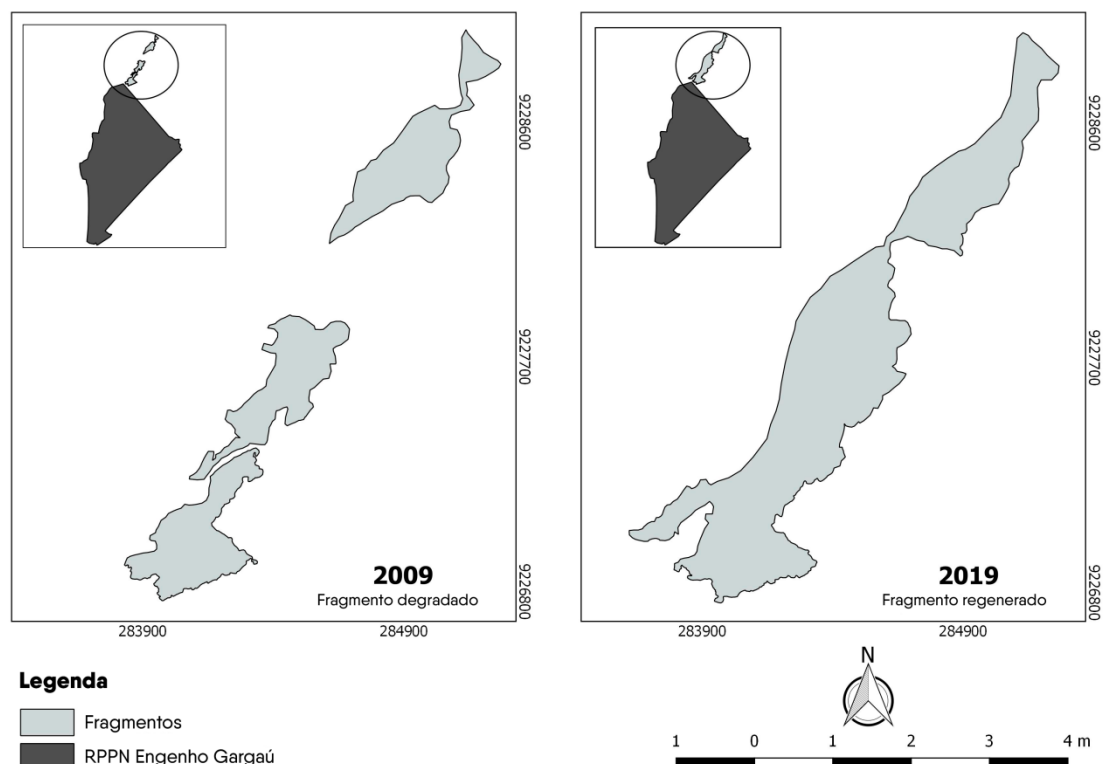 9228600
9227700
9226800
2009
Fragmento degradado
283900
284900
9228600
9227700
9226800
2019
Fragmento regenerado
283900
284900
Legenda
Fragmentos
RPPN Engenho Gargaú
N
1 0 1 2 3 4 m